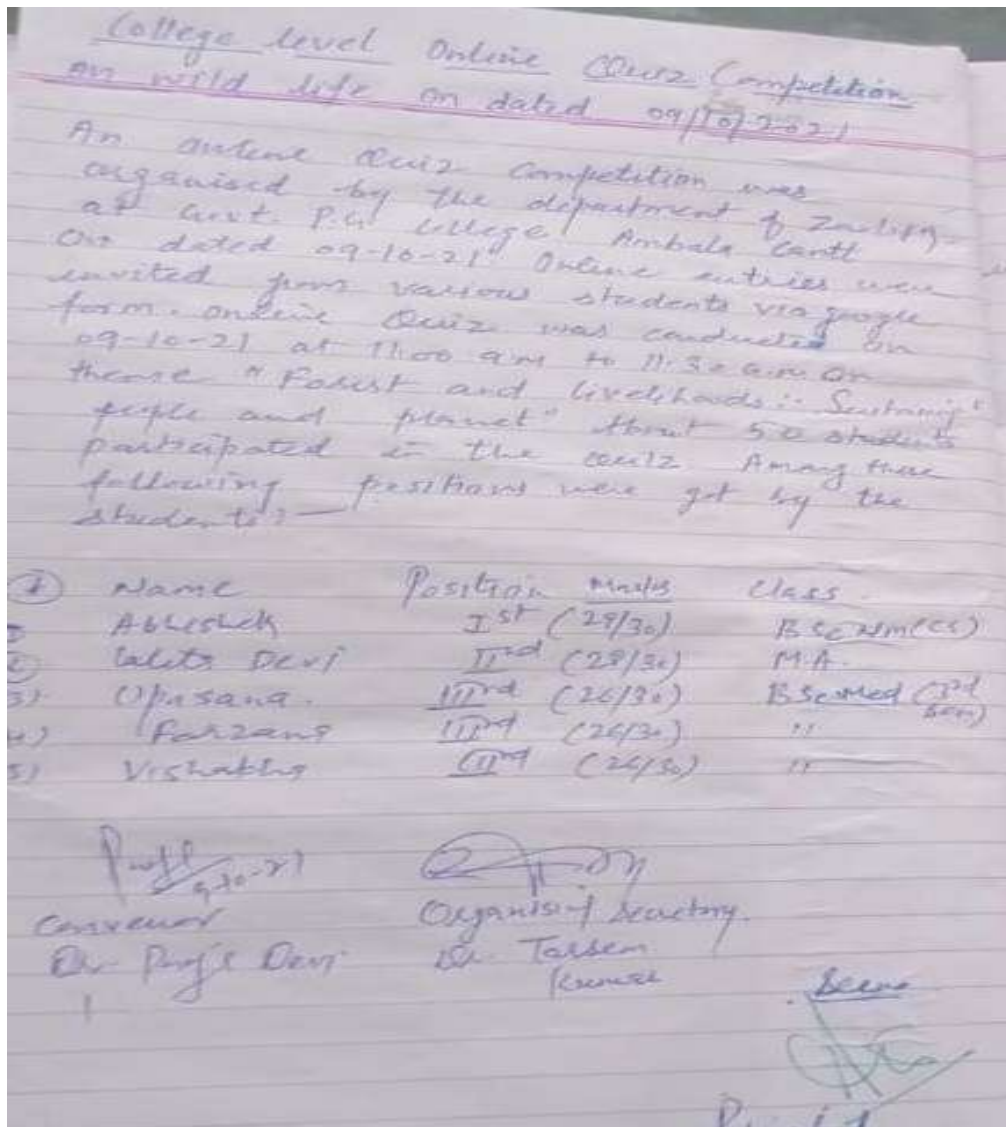 College level Online Quiz Competition
on wild life on dated 09/10/2021
An online Quiz Competition was
organised by the department of Zoology
at Govt. P.G. College Ambala Cantt
On dated 09-10-21. Online entries were
invited from various students via google
form. online Quiz was conducted on
09-10-21 at 11.00 am to 11.30 a.m. on
theme "Forest and livelihoods: Sustaining
people and planet" About 50 students
participated in the Quiz Among these
following positions were got by the
students:—
Name Position Marks Class
Abhishek Ist (29/30) BSc NM(CS)
Lalita Devi IInd (28/30) M.A.
3) Upasana. IIIrd (26/30) BSc Med
4) Farzana IIIrd (26/30) "
5) IIIrd (26/30) "
9-10-21
Convenor Organising Secretary.
Dr. Devi Dr. Tarsem
Kumar
Seen